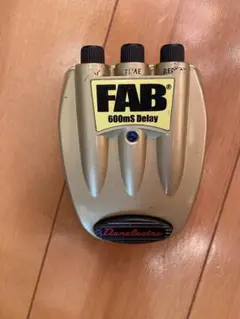 TIME
FAB®
600mS Delay
Danelectro